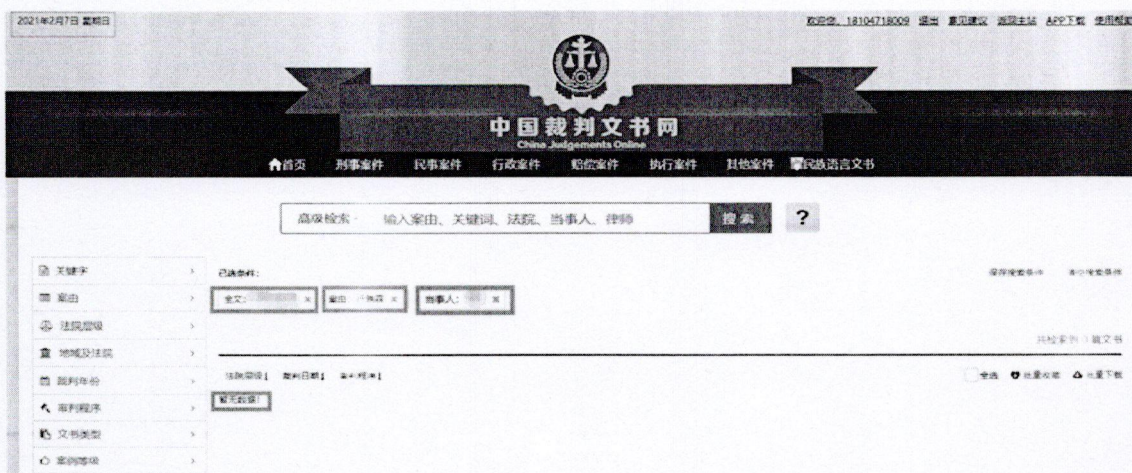 2021年2月7日 星期日
欢迎您，18104718009 退出 意见建议 返回主站 APP下载 使用帮助
中国裁判文书网
China Judgements Online
首页 刑事案件 民事案件 行政案件 赔偿案件 执行案件 其他案件 民族语言文书
高级检索 输入案由、关键词、法院、当事人、律师 搜索 ?
关键字
已选条件：
保存搜索条件
案由
全文： × 案由： × 当事人： ×
法院层级
地域及法院
共检索到 篇文书
裁判年份
法院层级 裁判日期 审判程序
全选 批量收藏 批量下载
审判程序
暂无数据!
文书类型
案例等级